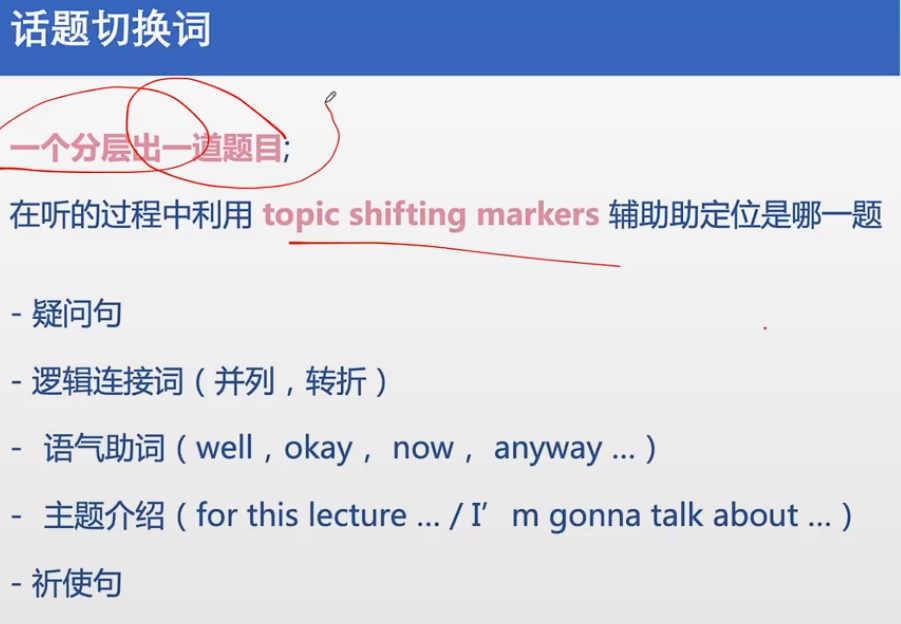 话题切换词
一个分层出一道题目;
在听的过程中利用 topic shifting markers 辅助助定位是哪一题
- 疑问句
- 逻辑连接词（并列，转折）
- 语气助词（well，okay， now， anyway ...）
- 主题介绍（for this lecture ... / I’m gonna talk about ...）
- 祈使句